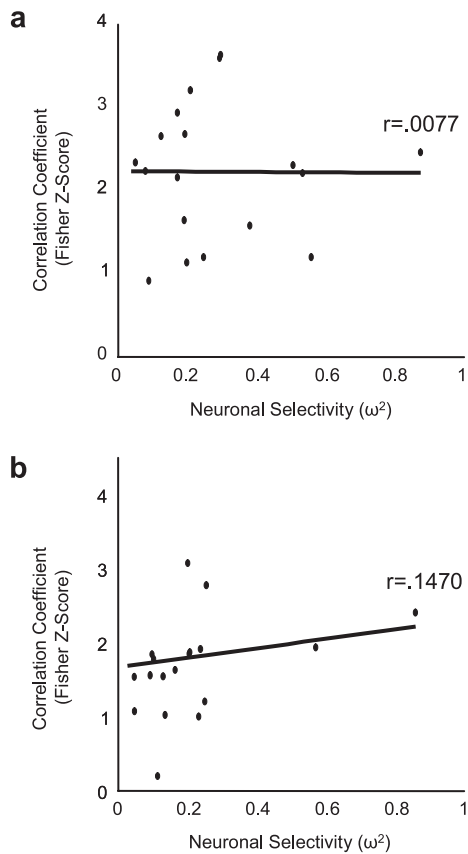 a
4
3
2
1
0
Correlation Coefficient
(Fisher Z-Score)
r=.0077
0
0.2
0.4
0.6
0.8
1
Neuronal Selectivity (ω²)
b
4
3
2
1
0
Correlation Coefficient
(Fisher Z-Score)
r=.1470
0
0.2
0.4
0.6
0.8
1
Neuronal Selectivity (ω²)